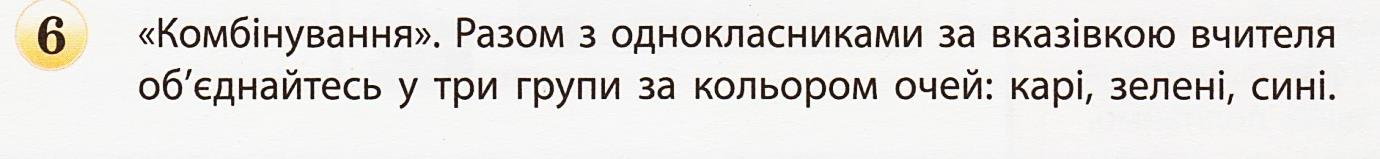 6 «Комбінування». Разом з однокласниками за вказівкою вчителя
об’єднайтесь у три групи за кольором очей: карі, зелені, сині.